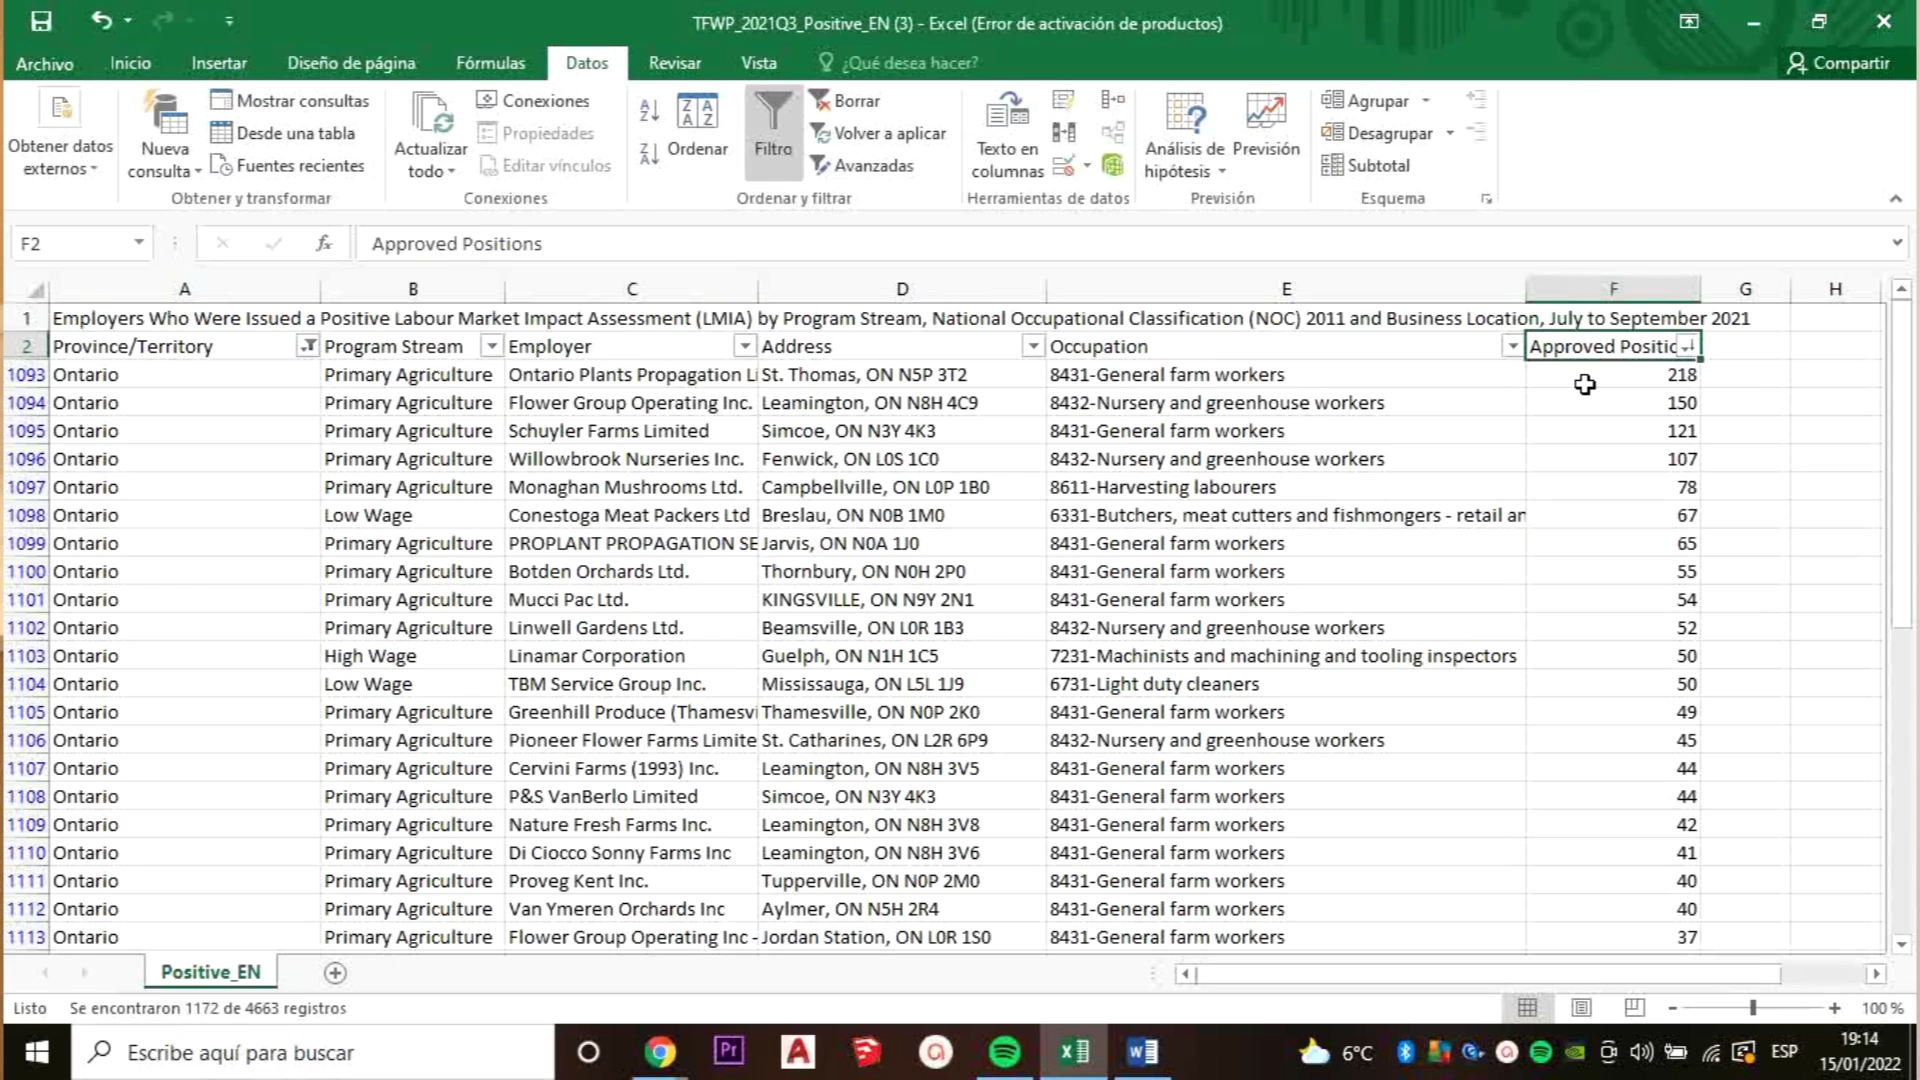 TFWP_2021Q3_Positive_EN (3) - Excel (Error de activación de productos)
Archivo Inicio Insertar Diseño de página Fórmulas Datos Revisar Vista ¿Qué desea hacer? Compartir
Obtener datos externos
Nueva consulta
Mostrar consultas
Desde una tabla
Fuentes recientes
Obtener y transformar
Actualizar todo
Conexiones
Propiedades
Editar vínculos
Conexiones
Ordenar
Filtro
Borrar
Volver a aplicar
Avanzadas
Ordenar y filtrar
Texto en columnas
Herramientas de datos
Análisis de hipótesis
Previsión
Previsión
Agrupar
Desagrupar
Subtotal
Esquema
F2 fx Approved Positions
A B C D E F G H
1 Employers Who Were Issued a Positive Labour Market Impact Assessment (LMIA) by Program Stream, National Occupational Classification (NOC) 2011 and Business Location, July to September 2021
2 Province/Territory Program Stream Employer Address Occupation Approved Positic
1093 Ontario Primary Agriculture Ontario Plants Propagation Li St. Thomas, ON N5P 3T2 8431-General farm workers 218
1094 Ontario Primary Agriculture Flower Group Operating Inc. Leamington, ON N8H 4C9 8432-Nursery and greenhouse workers 150
1095 Ontario Primary Agriculture Schuyler Farms Limited Simcoe, ON N3Y 4K3 8431-General farm workers 121
1096 Ontario Primary Agriculture Willowbrook Nurseries Inc. Fenwick, ON L0S 1C0 8432-Nursery and greenhouse workers 107
1097 Ontario Primary Agriculture Monaghan Mushrooms Ltd. Campbellville, ON L0P 1B0 8611-Harvesting labourers 78
1098 Ontario Low Wage Conestoga Meat Packers Ltd Breslau, ON N0B 1M0 6331-Butchers, meat cutters and fishmongers - retail an 67
1099 Ontario Primary Agriculture PROPLANT PROPAGATION SE Jarvis, ON N0A 1J0 8431-General farm workers 65
1100 Ontario Primary Agriculture Botden Orchards Ltd. Thornbury, ON N0H 2P0 8431-General farm workers 55
1101 Ontario Primary Agriculture Mucci Pac Ltd. KINGSVILLE, ON N9Y 2N1 8431-General farm workers 54
1102 Ontario Primary Agriculture Linwell Gardens Ltd. Beamsville, ON L0R 1B3 8432-Nursery and greenhouse workers 52
1103 Ontario High Wage Linamar Corporation Guelph, ON N1H 1C5 7231-Machinists and machining and tooling inspectors 50
1104 Ontario Low Wage TBM Service Group Inc. Mississauga, ON L5L 1J9 6731-Light duty cleaners 50
1105 Ontario Primary Agriculture Greenhill Produce (Thamesvi Thamesville, ON N0P 2K0 8431-General farm workers 49
1106 Ontario Primary Agriculture Pioneer Flower Farms Limite St. Catharines, ON L2R 6P9 8432-Nursery and greenhouse workers 45
1107 Ontario Primary Agriculture Cervini Farms (1993) Inc. Leamington, ON N8H 3V5 8431-General farm workers 44
1108 Ontario Primary Agriculture P&S VanBerlo Limited Simcoe, ON N3Y 4K3 8431-General farm workers 44
1109 Ontario Primary Agriculture Nature Fresh Farms Inc. Leamington, ON N8H 3V8 8431-General farm workers 42
1110 Ontario Primary Agriculture Di Ciocco Sonny Farms Inc Leamington, ON N8H 3V6 8431-General farm workers 41
1111 Ontario Primary Agriculture Proveg Kent Inc. Tupperville, ON N0P 2M0 8431-General farm workers 40
1112 Ontario Primary Agriculture Van Ymeren Orchards Inc Aylmer, ON N5H 2R4 8431-General farm workers 40
1113 Ontario Primary Agriculture Flower Group Operating Inc - Jordan Station, ON L0R 1S0 8431-General farm workers 37
Positive_EN
Listo Se encontraron 1172 de 4663 registros 100 %
Escribe aquí para buscar Pr 6°C ESP 19:14
15/01/2022